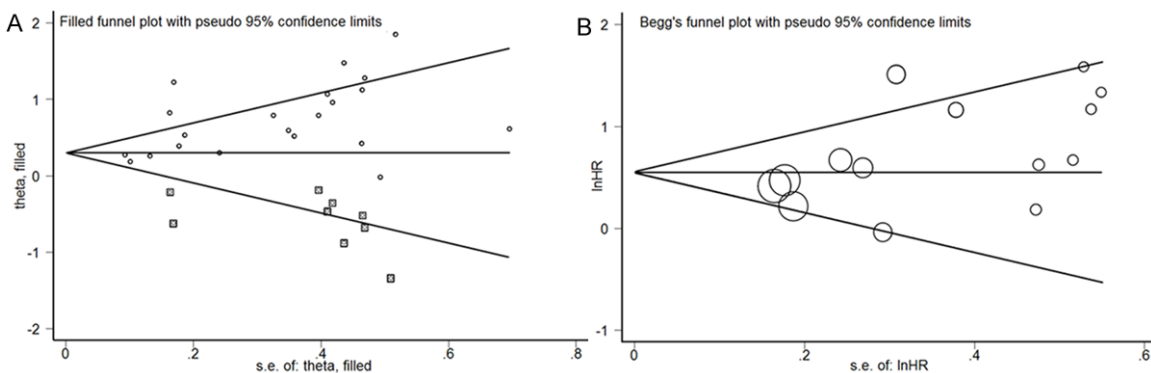 A
Filled funnel plot with pseudo 95% confidence limits
theta, filled
2
1
0
-1
-2
0 .2 .4 .6 .8
s.e. of: theta, filled
B
Begg's funnel plot with pseudo 95% confidence limits
lnHR
2
1
0
-1
0 .2 .4 .6
s.e. of: lnHR